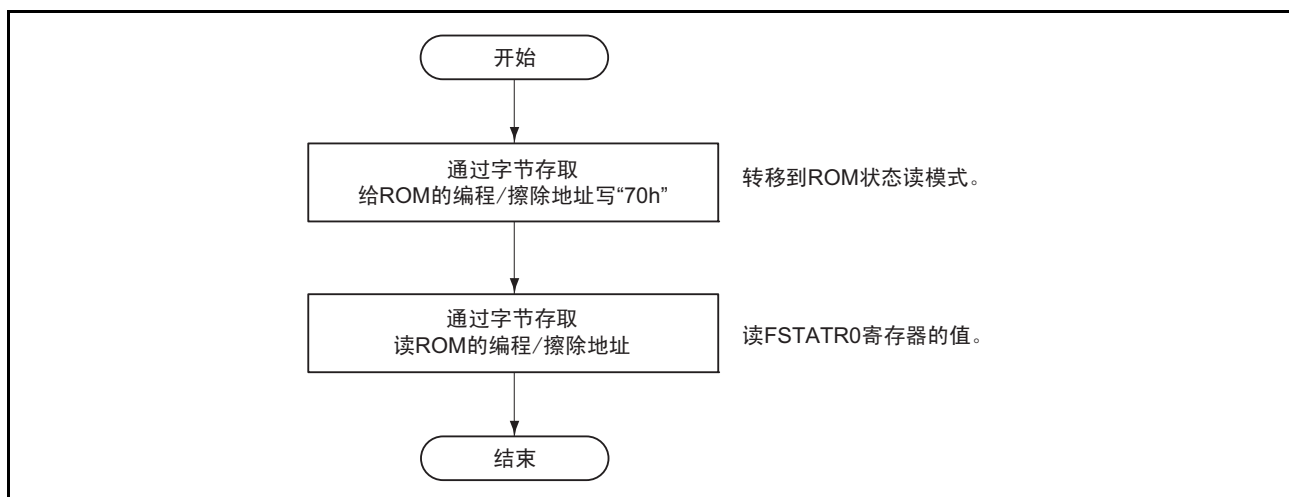 开始
通过字节存取
给ROM的编程/擦除地址写“70h”
转移到ROM状态读模式。
通过字节存取
读ROM的编程/擦除地址
读FSTATR0寄存器的值。
结束